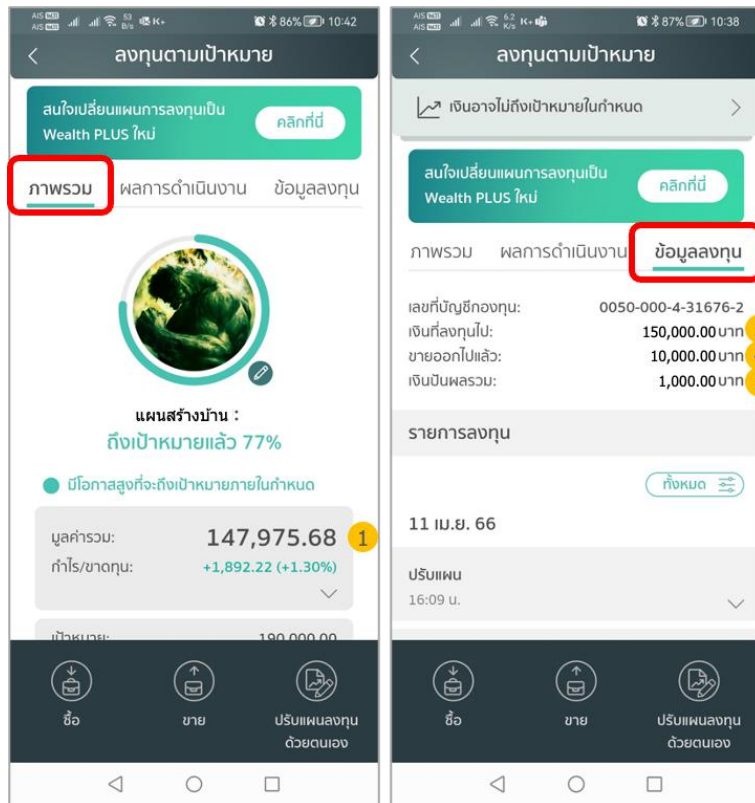 AIS
AIS
53
B/s
K+
86%
10:42
ลงทุนตามเป้าหมาย
สนใจเปลี่ยนแผนการลงทุนเป็น
Wealth PLUS ใหม่
คลิกที่นี่
ภาพรวม
ผลการดำเนินงาน
ข้อมูลลงทุน
แผนสร้างบ้าน :
ถึงเป้าหมายแล้ว 77%
มีโอกาสสูงที่จะถึงเป้าหมายภายในกำหนด
มูลค่ารวม: 147,975.68 1
กำไร/ขาดทุน: +1,892.22 (+1.30%)
เป้าหมาย: 190,000.00
ซื้อ
ขาย
ปรับแผนลงทุน
ด้วยตนเอง
AIS
AIS
6.2
K/s
K+
87%
10:38
ลงทุนตามเป้าหมาย
เงินอาจไม่ถึงเป้าหมายในกำหนด
สนใจเปลี่ยนแผนการลงทุนเป็น
Wealth PLUS ใหม่
คลิกที่นี่
ภาพรวม
ผลการดำเนินงาน
ข้อมูลลงทุน
เลขที่บัญชีกองทุน: 0050-000-4-31676-2
เงินที่ลงทุนไป: 150,000.00 บาท
ขายออกไปแล้ว: 10,000.00 บาท
เงินปันผลรวม: 1,000.00 บาท
รายการลงทุน
ทั้งหมด
11 เม.ย. 66
ปรับแผน
16:09 น.
ซื้อ
ขาย
ปรับแผนลงทุน
ด้วยตนเอง